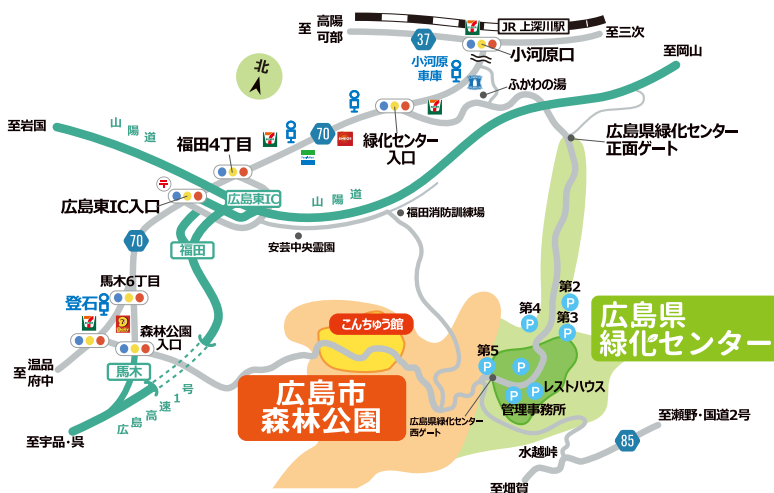 至
高陽
可部
37
JR 上深川駅
至三次
小河原口
小河原
車庫
ふかわの湯
至岡山
北
至岩国
山陽道
福田4丁目
70
緑化センター
入口
広島県緑化センター
正面ゲート
広島東IC入口
広島東IC
山陽道
福田消防訓練場
安芸中央霊園
福田
70
馬木6丁目
登石
森林公園
入口
馬木
至
温品
府中
広島高速1号
至宇品・呉
こんちゅう館
広島市
森林公園
第2
P
第4
P
第3
P
広島県
緑化センター
第5
P
P
レストハウス
P
P
管理事務所
広島県緑化センター
西ゲート
水越峠
至瀬野・国道2号
85
至畑賀